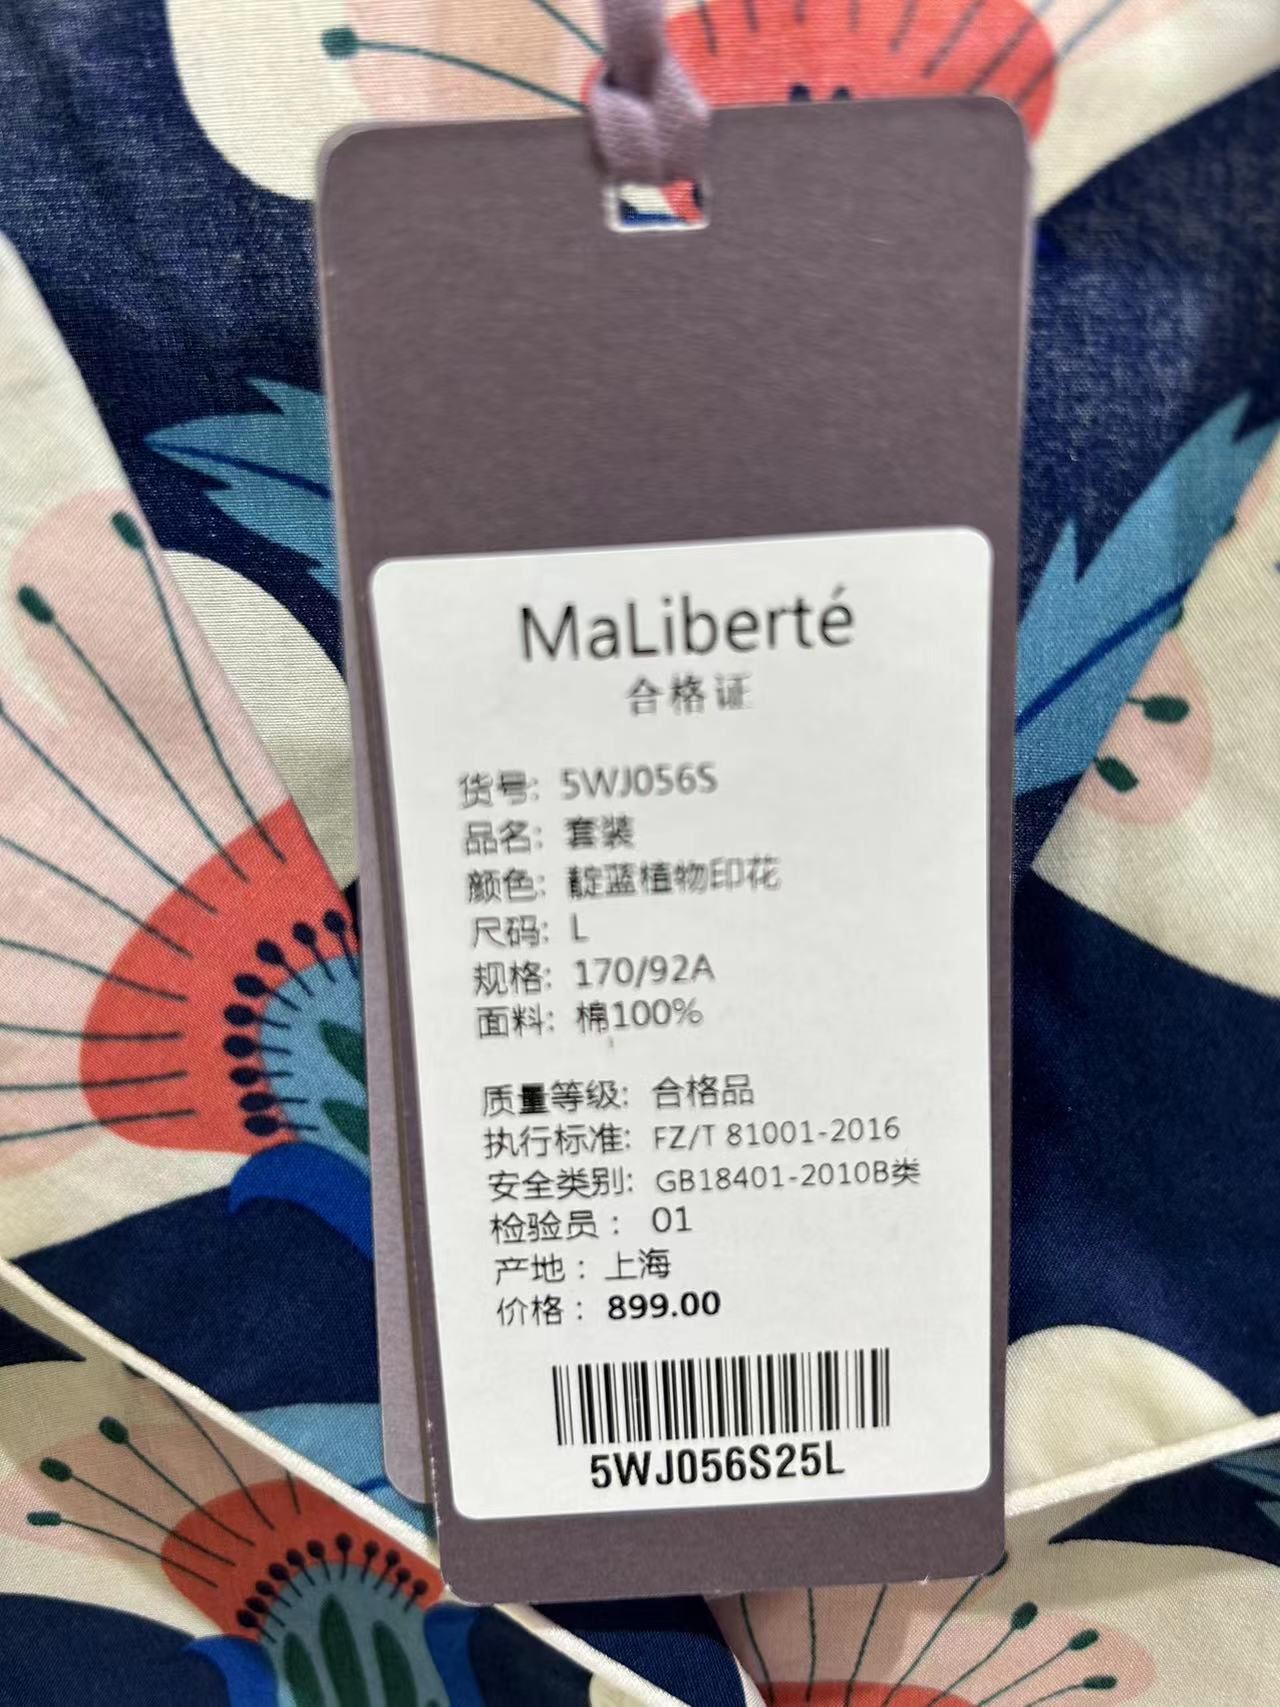 MaLiberté
合格证
货号: 5WJ056S
品名: 套装
颜色: 靛蓝植物印花
尺码: L
规格: 170/92A
面料: 棉100%
质量等级: 合格品
执行标准: FZ/T 81001-2016
安全类别: GB18401-2010B类
检验员: 01
产地: 上海
价格: 899.00
5WJ056S25L